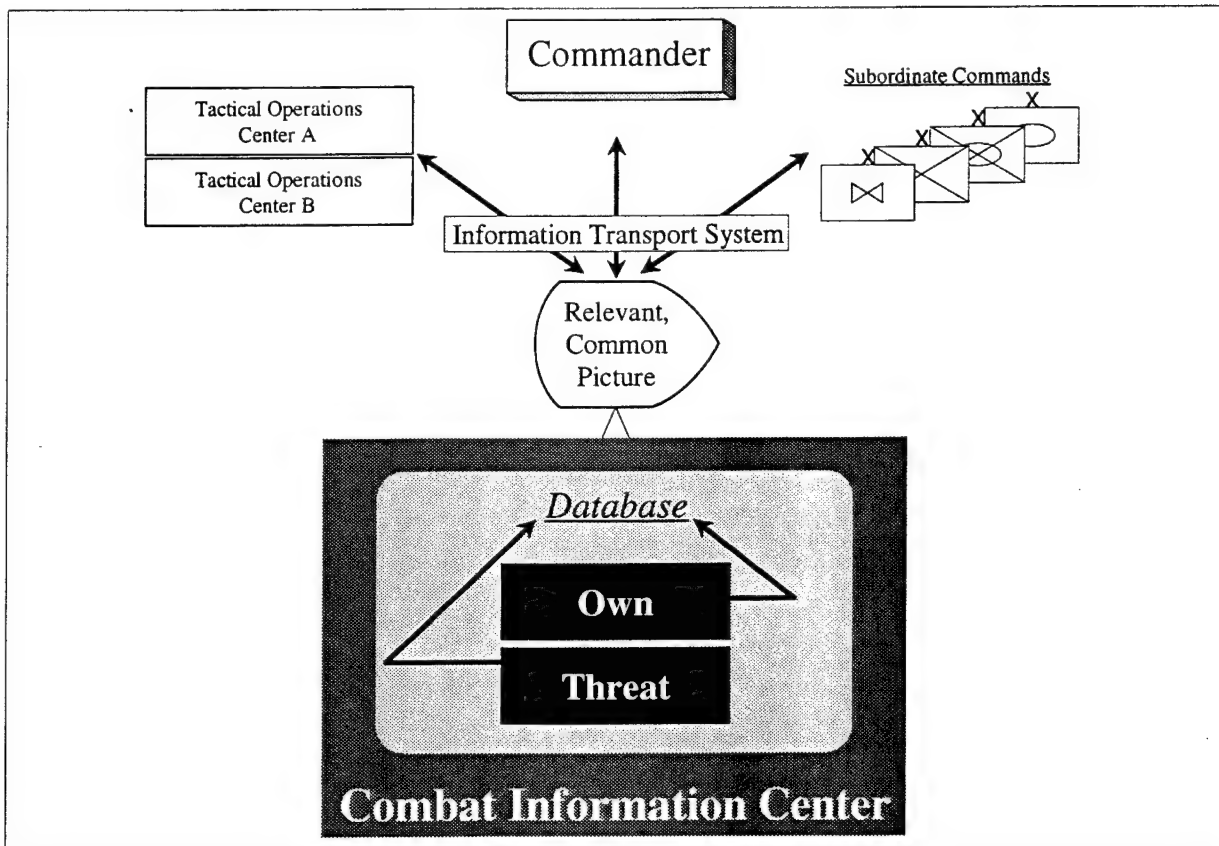 Commander
Subordinate Commands
Tactical Operations
Center A
Tactical Operations
Center B
X
X
X
X
Information Transport System
Relevant,
Common
Picture
Database
Own
Threat
Combat Information Center